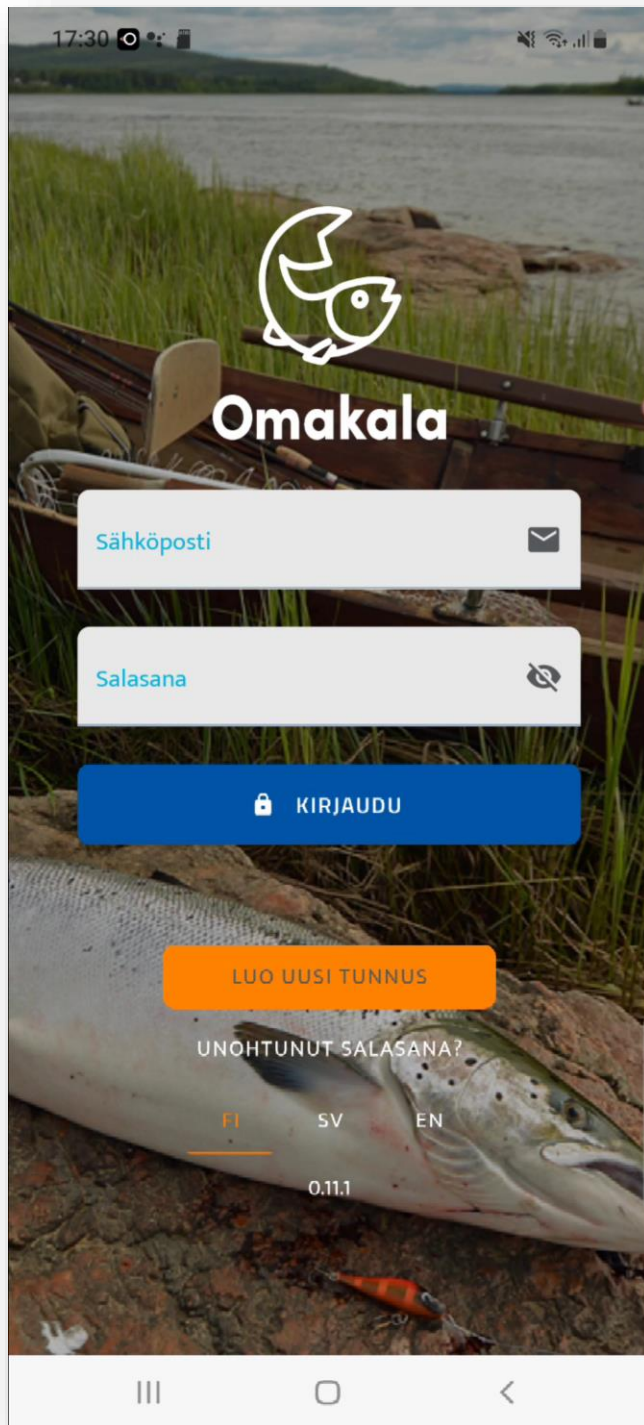 17:30
Omakala
Sähköposti
Salasana
KIRJAUDU
LUO UUSI TUNNUS
UNOHTUNUT SALASANA?
FI SV EN
0.11.1